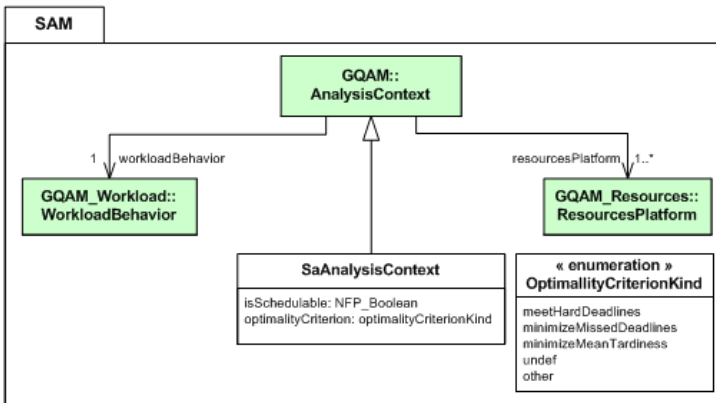 SAM
GQAM::
AnalysisContext
1 workloadBehavior
resourcesPlatform 1..*
GQAM_Workload::
WorkloadBehavior
GQAM_Resources::
ResourcesPlatform
SaAnalysisContext
isSchedulable: NFP_Boolean
optimalityCriterion: optimalityCriterionKind
« enumeration »
OptimallityCriterionKind
meetHardDeadlines
minimizeMissedDeadlines
minimizeMeanTardiness
undef
other